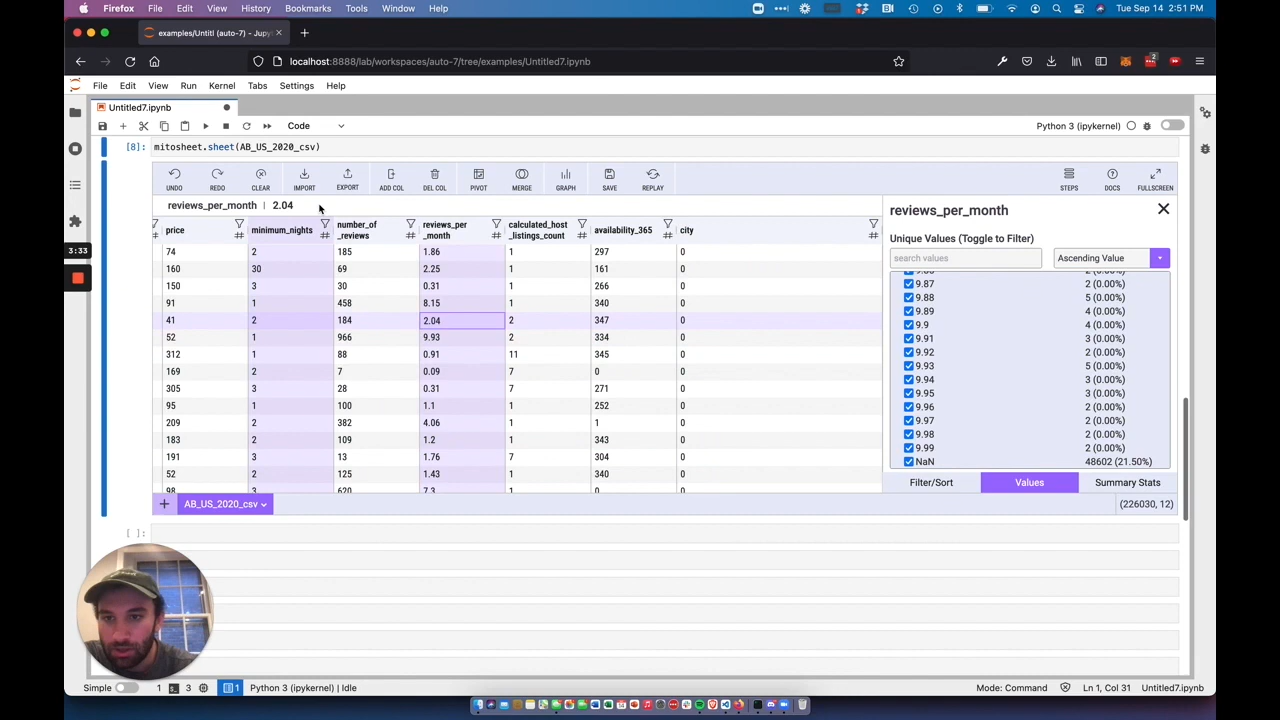 Firefox File Edit View History Bookmarks Tools Window Help Tue Sep 14 2:51 PM
examples/Untitl (auto-7) - Jupyt
localhost:8888/lab/workspaces/auto-7/tree/examples/Untitled7.ipynb
2
File Edit View Run Kernel Tabs Settings Help
Untitled7.ipynb
Code Python 3 (ipykernel)
[8]: mitosheet.sheet(AB_US_2020_csv)
UNDO REDO CLEAR IMPORT EXPORT ADD COL DEL COL PIVOT MERGE GRAPH SAVE REPLAY STEPS DOCS FULLSCREEN
reviews_per_month 2.04
price minimum_nights number_of_reviews reviews_per_month calculated_host_listings_count availability_365 city
74 2 185 1.86 1 297 0
160 30 69 2.25 1 161 0
150 3 30 0.31 1 266 0
91 1 458 8.15 1 340 0
41 2 184 2.04 2 347 0
52 1 966 9.93 2 334 0
312 1 88 0.91 11 345 0
169 2 7 0.09 7 0 0
305 3 28 0.31 7 271 0
95 1 100 1.1 1 252 0
209 2 382 4.06 1 1 0
183 2 109 1.2 1 343 0
191 3 13 1.76 7 304 0
52 2 125 1.43 1 340 0
98 3 620 7.3 1 0 0
AB_US_2020_csv
reviews_per_month
Unique Values (Toggle to Filter)
search values Ascending Value
9.87 2 (0.00%)
9.88 5 (0.00%)
9.89 4 (0.00%)
9.9 4 (0.00%)
9.91 3 (0.00%)
9.92 2 (0.00%)
9.93 5 (0.00%)
9.94 3 (0.00%)
9.95 3 (0.00%)
9.96 2 (0.00%)
9.97 2 (0.00%)
9.98 2 (0.00%)
9.99 2 (0.00%)
NaN 48602 (21.50%)
Filter/Sort Values Summary Stats
(226030, 12)
3:33
[ ]:
Simple 1 3 1 Python 3 (ipykernel) | Idle Mode: Command Ln 1, Col 31 Untitled7.ipynb